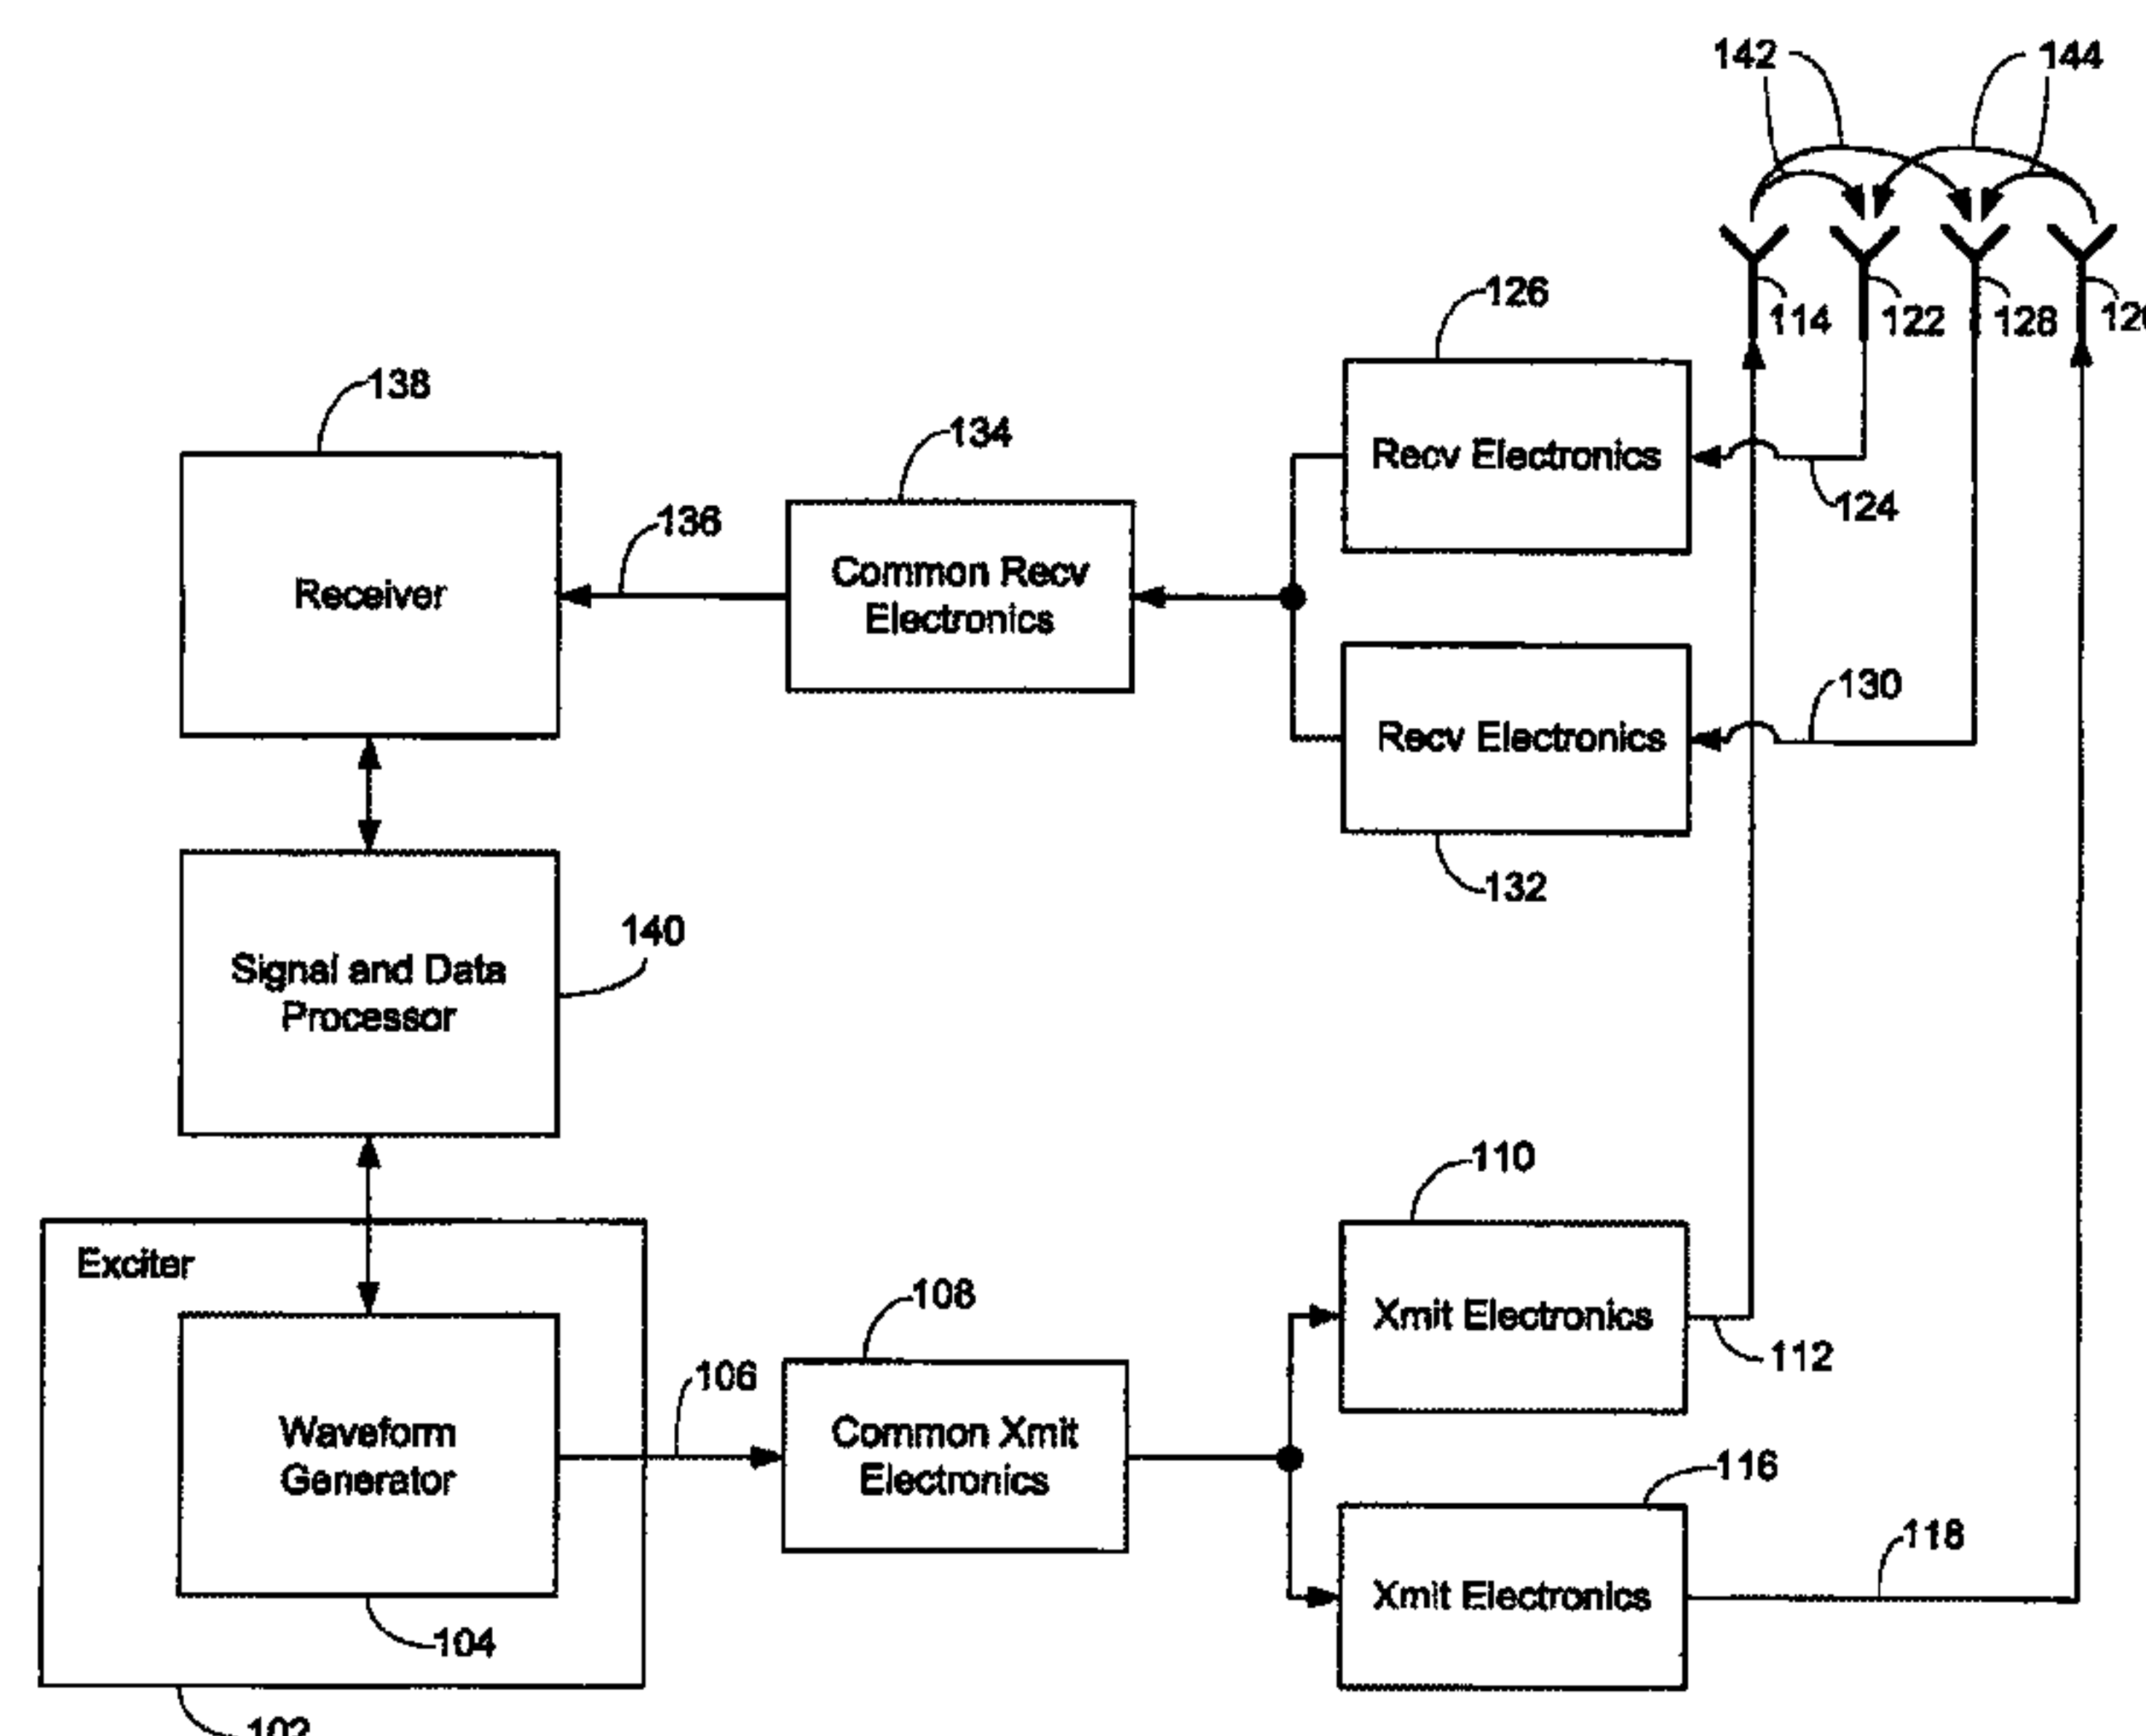 142
144
126
114
122
128
138
134
Recv Electronics
124
136
Receiver
Common Recv
Electronics
130
Recv Electronics
132
140
Signal and Data
Processor
110
Exciter
108
Xmit Electronics
112
106
Waveform
Generator
Common Xmit
Electronics
116
118
Xmit Electronics
104